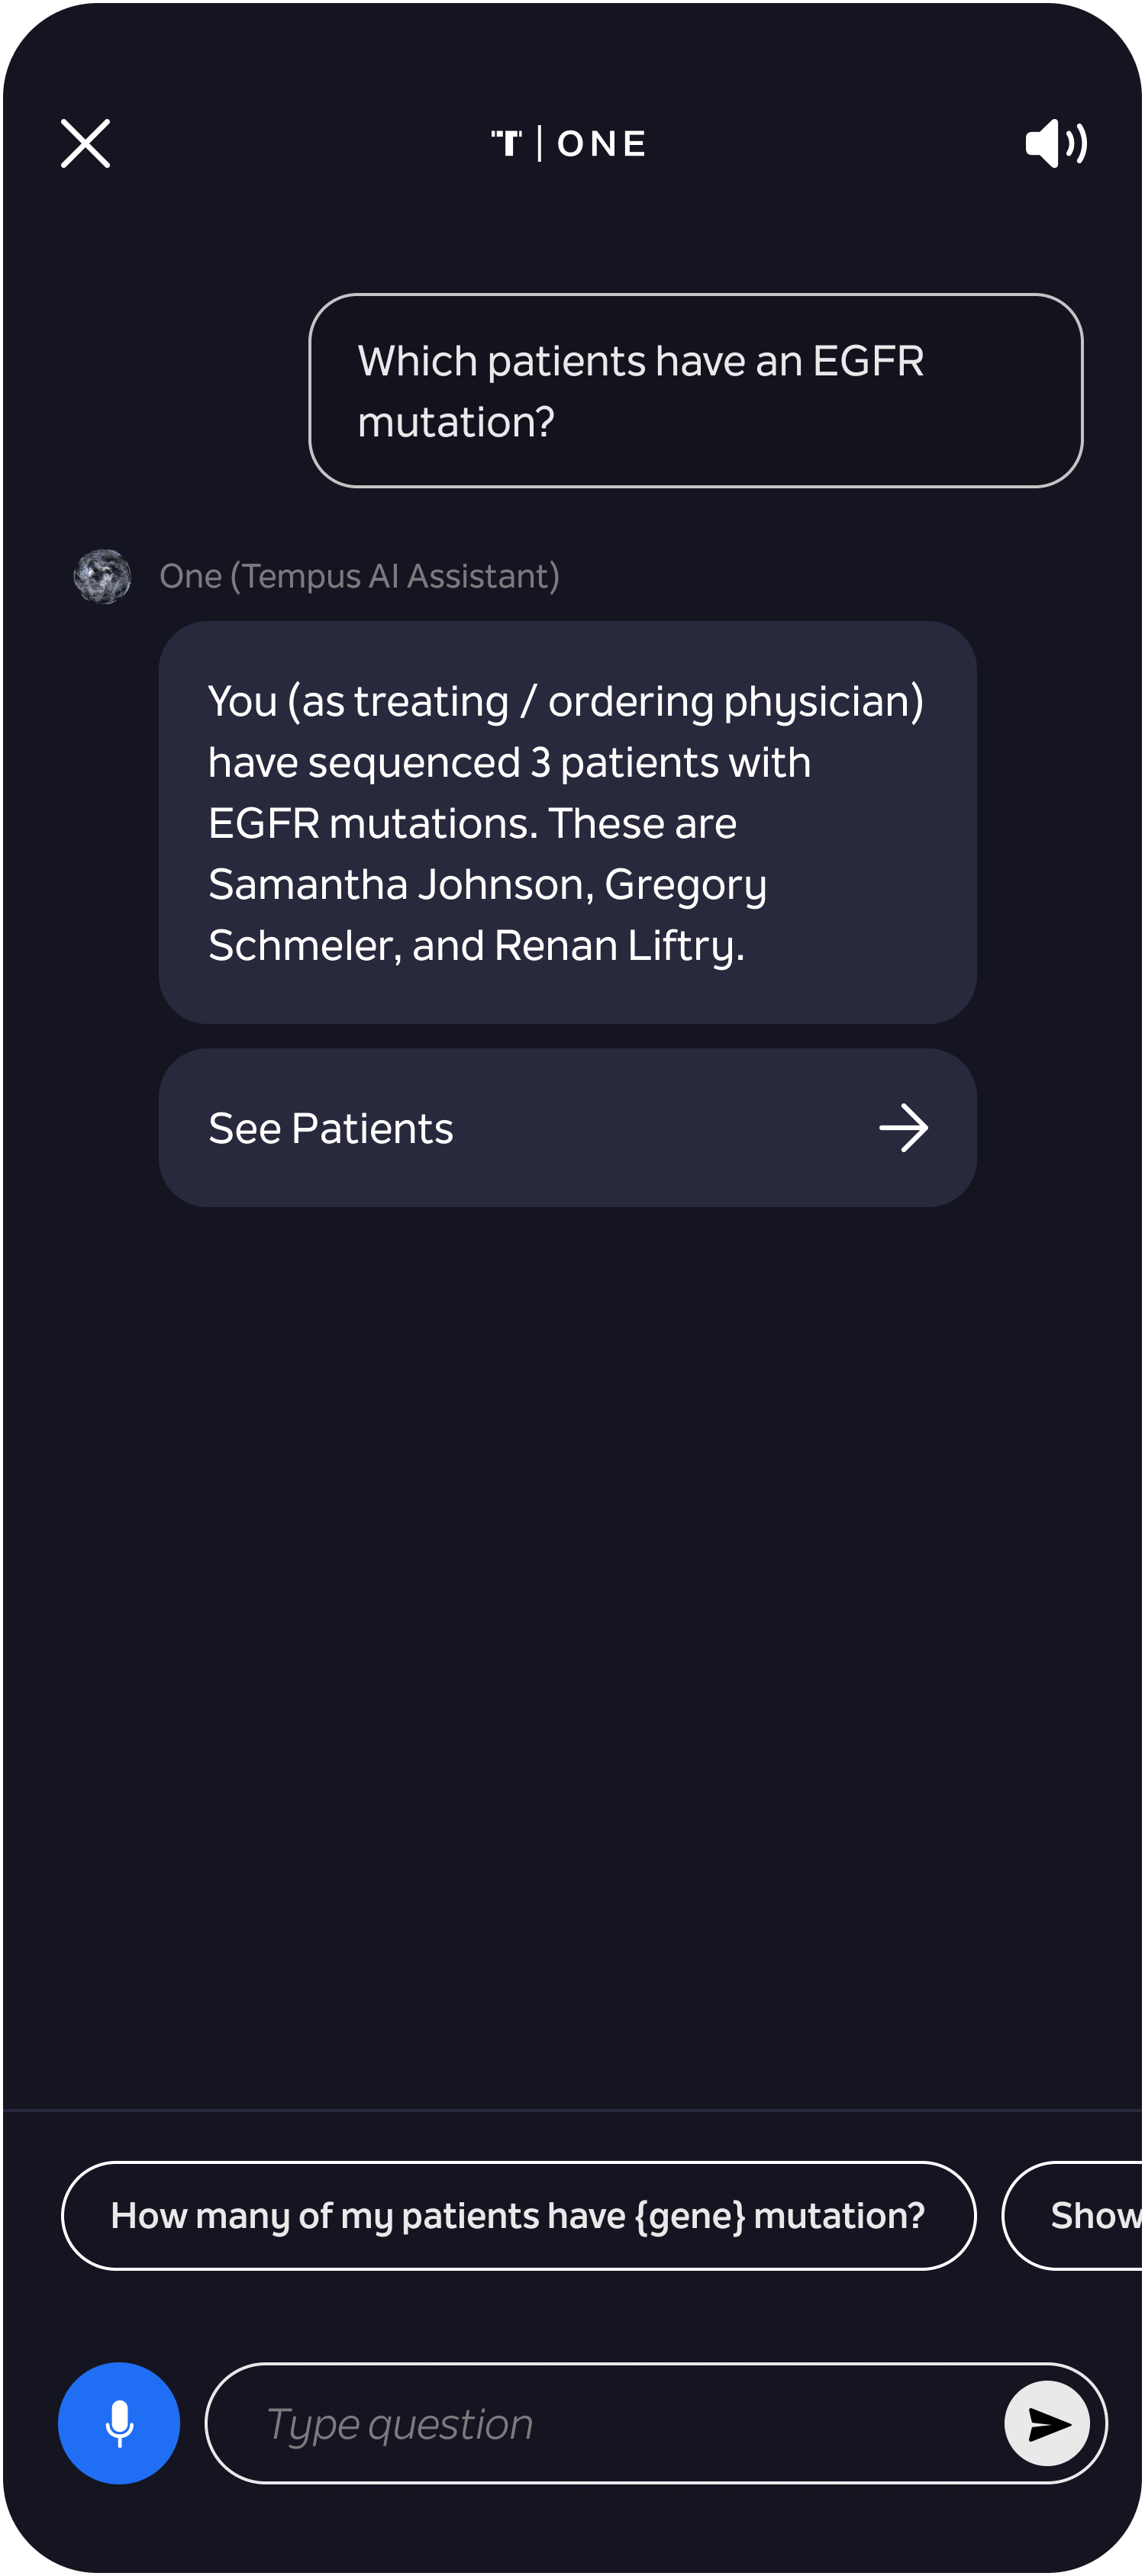 T | ONE
Which patients have an EGFR
mutation?
One (Tempus AI Assistant)
You (as treating / ordering physician)
have sequenced 3 patients with
EGFR mutations. These are
Samantha Johnson, Gregory
Schmeler, and Renan Liftry.
See Patients
How many of my patients have {gene} mutation?
Show
Type question